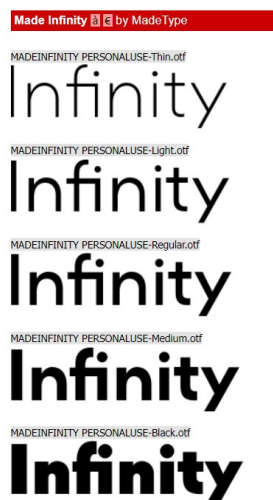 Made Infinity à € by MadeType
MADEINFINITY PERSONALUSE-Thin.otf
Infinity
MADEINFINITY PERSONALUSE-Light.otf
Infinity
MADEINFINITY PERSONALUSE-Regular.otf
Infinity
MADEINFINITY PERSONALUSE-Medium.otf
Infinity
MADEINFINITY PERSONALUSE-Black.otf
Infinity